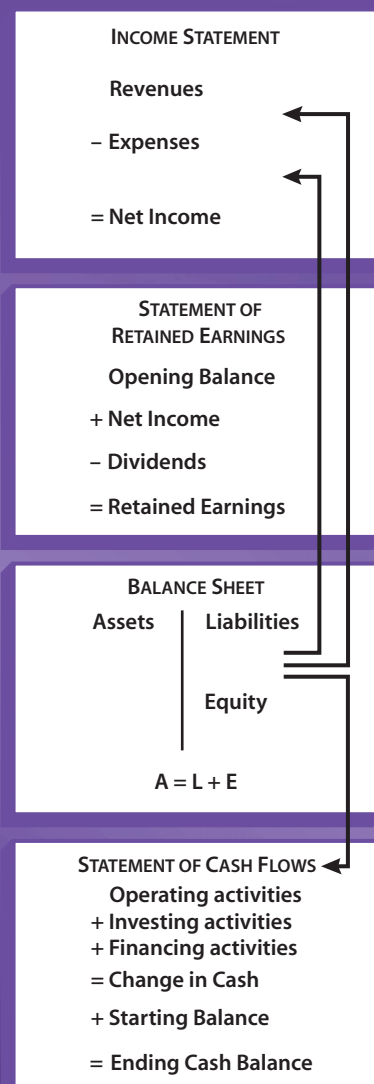 INCOME STATEMENT
Revenues
– Expenses
= Net Income
STATEMENT OF
RETAINED EARNINGS
Opening Balance
+ Net Income
– Dividends
= Retained Earnings
BALANCE SHEET
Assets Liabilities
Equity
A = L + E
STATEMENT OF CASH FLOWS
Operating activities
+ Investing activities
+ Financing activities
= Change in Cash
+ Starting Balance
= Ending Cash Balance